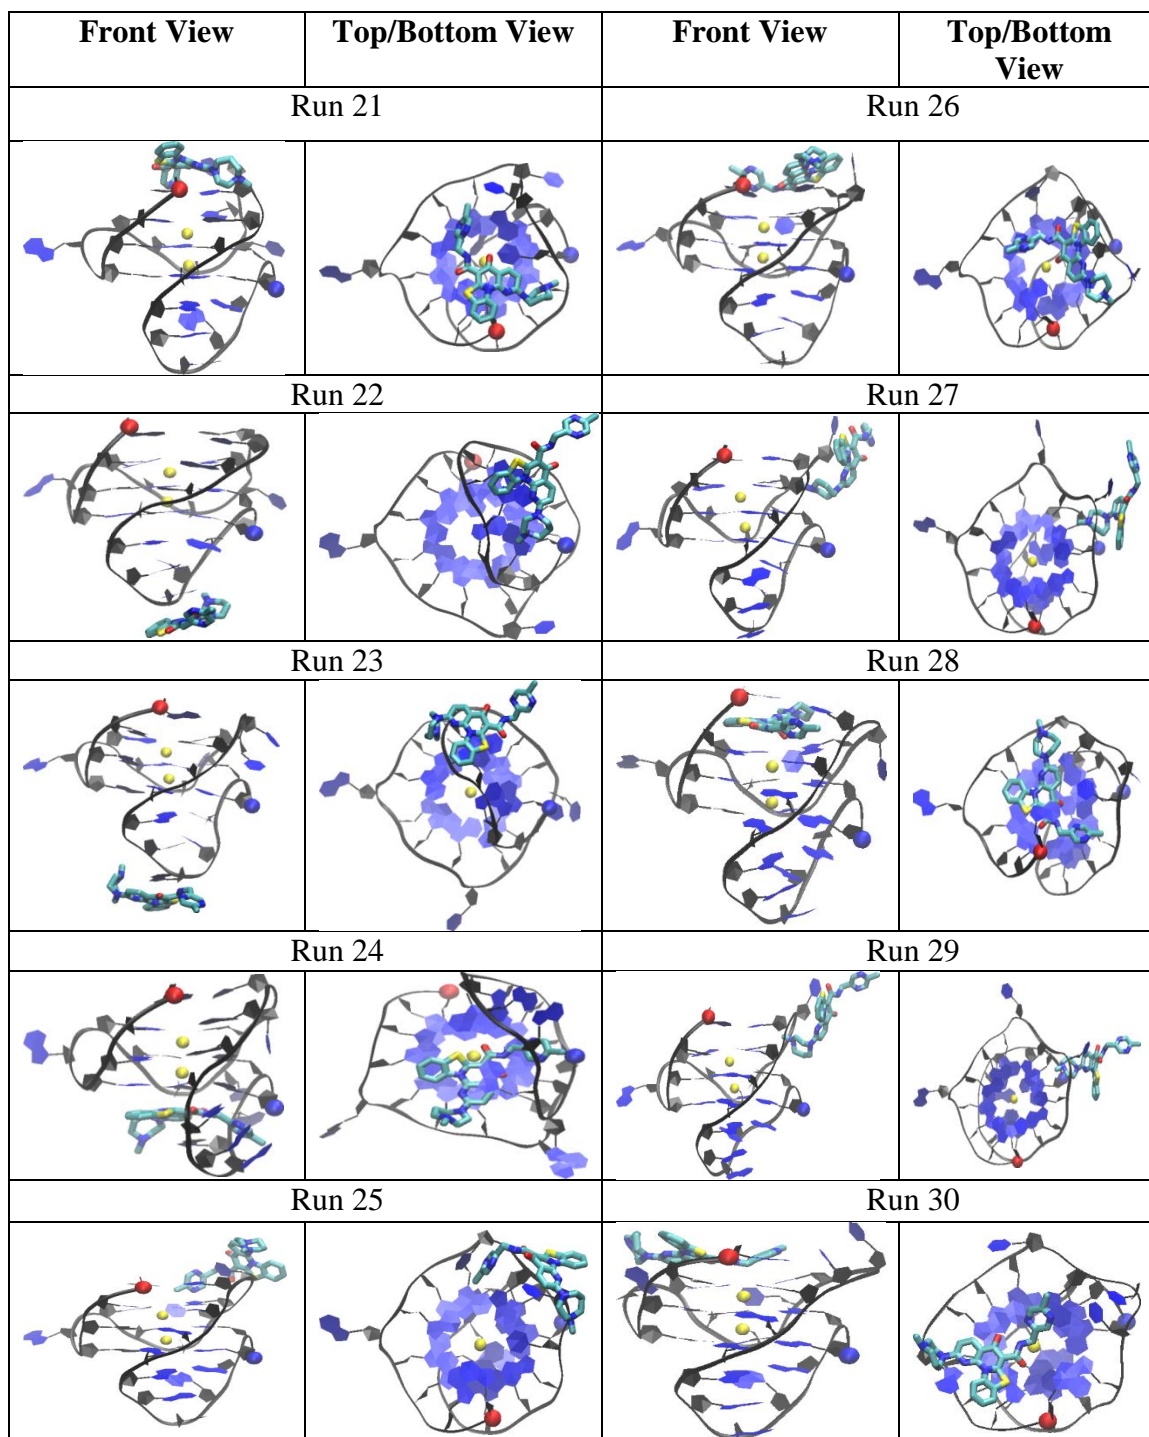 Front View
Top/Bottom View
Front View
Top/Bottom
View
Run 21
Run 26
Run 22
Run 27
Run 23
Run 28
Run 24
Run 29
Run 25
Run 30